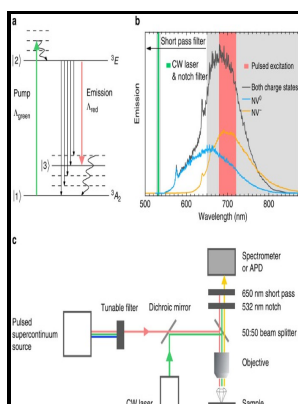 a
|2⟩
³E
Pump
Λgreen
Emission
Λred
|3⟩
|1⟩
³A₂
b
Short pass filter
CW laser
& notch filter
Pulsed excitation
Both charge states
NV⁰
NV⁻
Emission
500 600 700 800
Wavelength (nm)
c
Spectrometer
or APD
650 nm short pass
532 nm notch
Tunable filter
Dichroic mirror
50:50 beam splitter
Pulsed
supercontinuum
source
Objective
CW laser
Sample